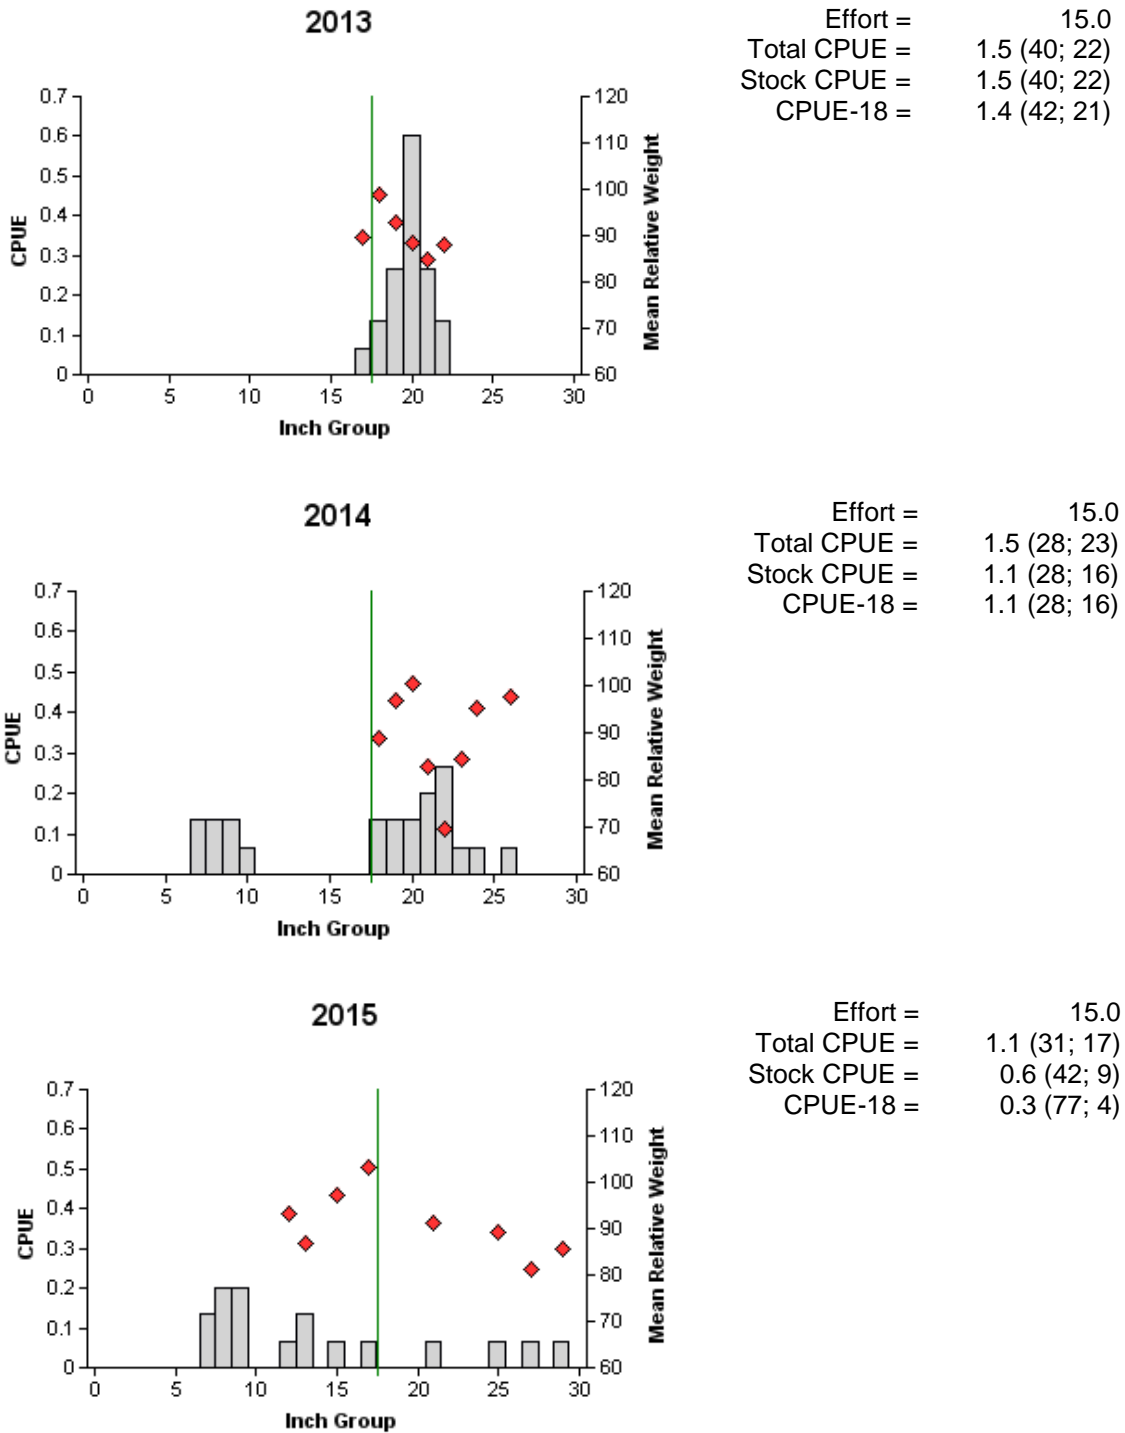 2013
Effort = 15.0
Total CPUE = 1.5 (40; 22)
Stock CPUE = 1.5 (40; 22)
CPUE-18 = 1.4 (42; 21)
0.7
0.6
0.5
0.4
0.3
0.2
0.1
0
CPUE
120
110
100
90
80
70
60
Mean Relative Weight
0 5 10 15 20 25 30
Inch Group
2014
Effort = 15.0
Total CPUE = 1.5 (28; 23)
Stock CPUE = 1.1 (28; 16)
CPUE-18 = 1.1 (28; 16)
0.7
0.6
0.5
0.4
0.3
0.2
0.1
0
CPUE
120
110
100
90
80
70
60
Mean Relative Weight
0 5 10 15 20 25 30
Inch Group
2015
Effort = 15.0
Total CPUE = 1.1 (31; 17)
Stock CPUE = 0.6 (42; 9)
CPUE-18 = 0.3 (77; 4)
0.7
0.6
0.5
0.4
0.3
0.2
0.1
0
CPUE
120
110
100
90
80
70
60
Mean Relative Weight
0 5 10 15 20 25 30
Inch Group